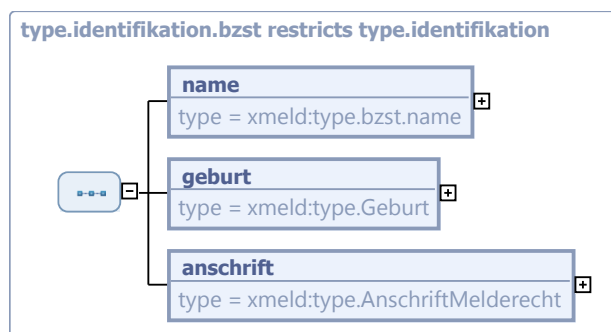 type.identifikation.bzst restricts type.identifikation
name
type = xmeld:type.bzst.name
geburt
type = xmeld:type.Geburt
anschrift
type = xmeld:type.AnschriftMelderecht